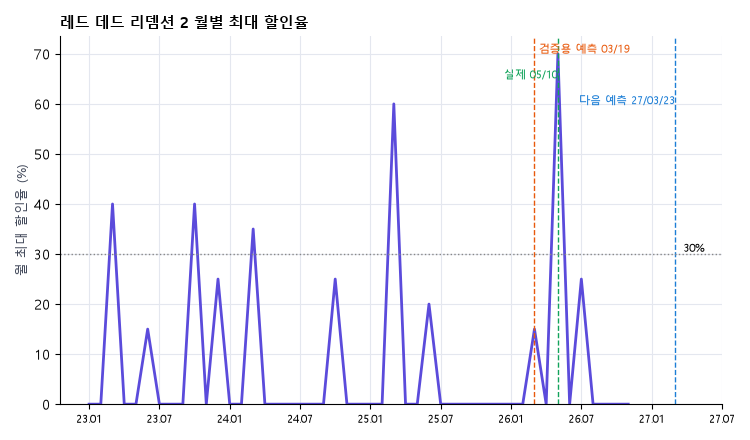 레드 데드 리뎀션 2 월별 최대 할인율
월 최대 할인율 (%)
70
60
50
40
30
20
10
0
검증용 예측 03/19
실제 05/10
다음 예측 27/03/23
30%
23.01 23.07 24.01 24.07 25.01 25.07 26.01 26.07 27.01 27.07